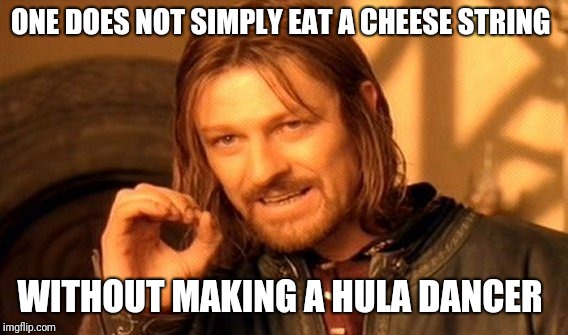 ONE DOES NOT SIMPLY EAT A CHEESE STRING
WITHOUT MAKING A HULA DANCER
imgflip.com